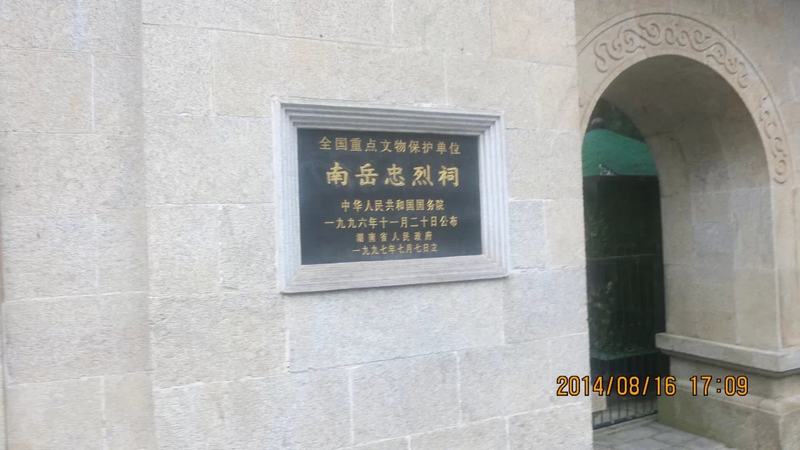 全国重点文物保护单位
南岳忠烈祠
中华人民共和国国务院
一九九六年十一月二十日公布
湖南省人民政府
一九九七年七月七日立
2014/08/16 17:09